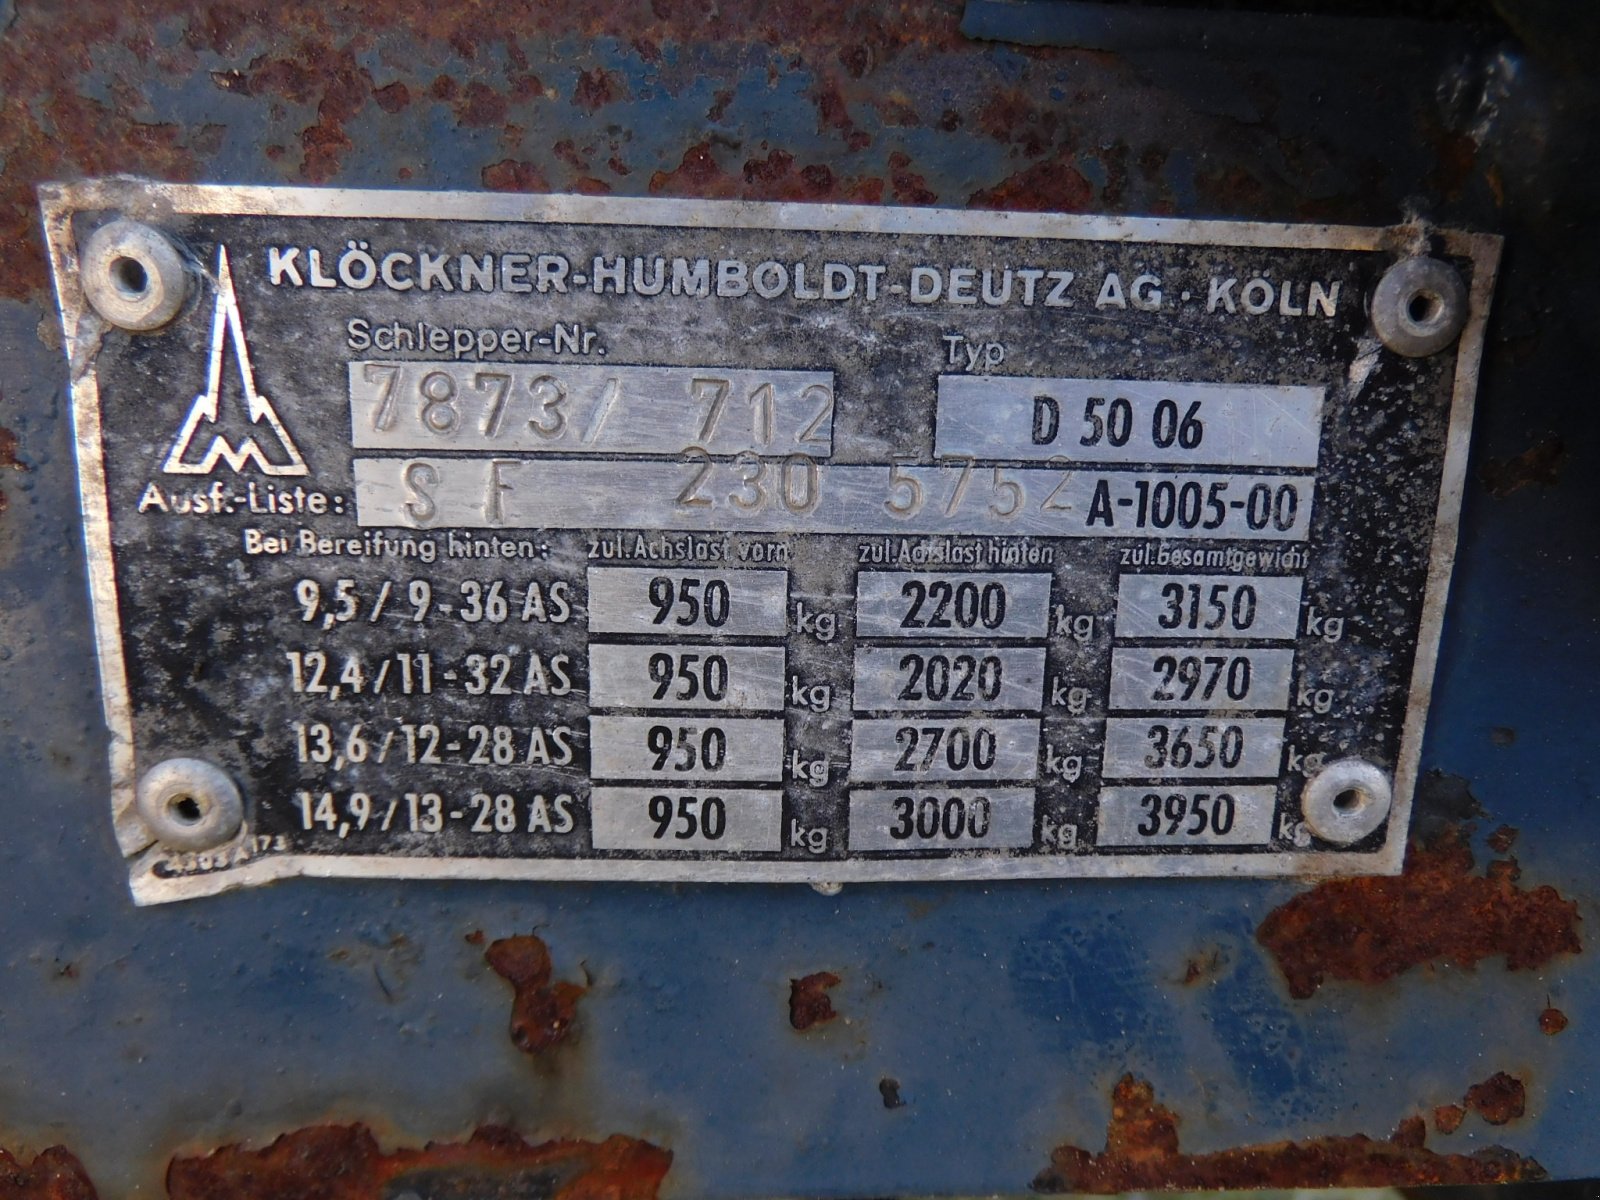 KLÖCKNER-HUMBOLDT-DEUTZ AG · KÖLN
Schlepper-Nr. Typ
7873/ 712 D 50 06
Ausf.-Liste: S F 230 5752 A-1005-00
Bei Bereifung hinten: zul.Achslast vorn zul.Achslast hinten zul.Gesamtgewicht
9,5/9-36 AS 950 kg 2200 kg 3150 kg
12,4/11-32 AS 950 kg 2020 kg 2970 kg
13,6/12-28 AS 950 kg 2700 kg 3650 kg
14,9/13-28 AS 950 kg 3000 kg 3950 kg
4303 A 173